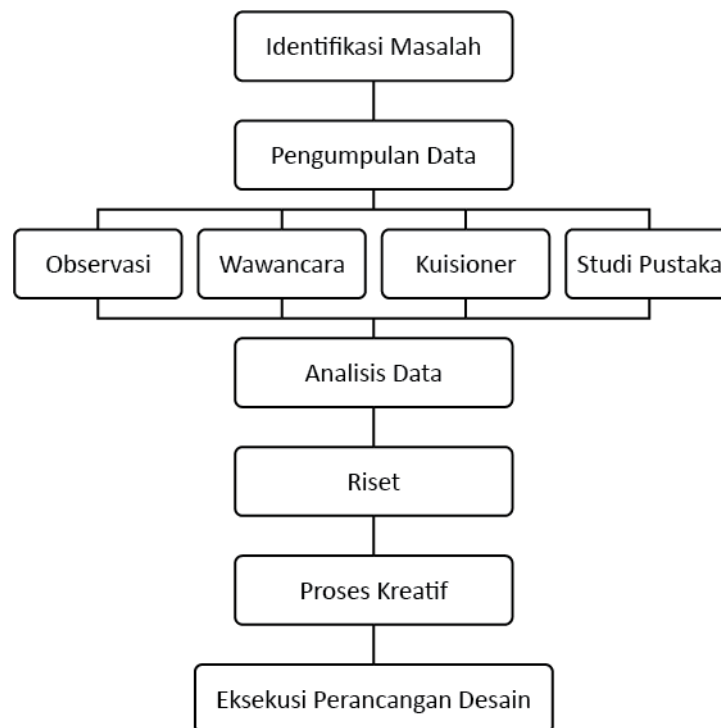 Identifikasi Masalah
Pengumpulan Data
Observasi
Wawancara
Kuisioner
Studi Pustaka
Analisis Data
Riset
Proses Kreatif
Eksekusi Perancangan Desain